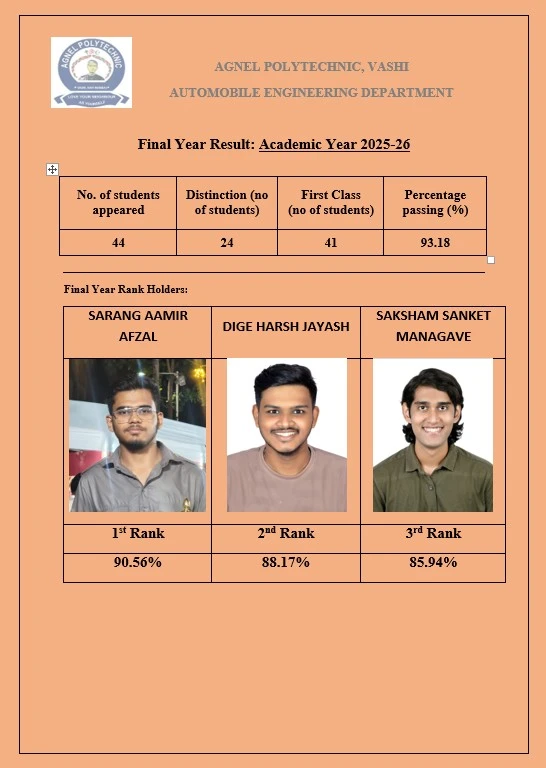 AGNEL POLYTECHNIC
AGNEL POLYTECHNIC, VASHI
AUTOMOBILE ENGINEERING DEPARTMENT
Final Year Result: Academic Year 2025-26
No. of students appeared Distinction (no of students) First Class (no of students) Percentage passing (%)
44 24 41 93.18
Final Year Rank Holders:
SARANG AAMIR AFZAL DIGE HARSH JAYASH SAKSHAM SANKET MANAGAVE
1st Rank 2nd Rank 3rd Rank
90.56% 88.17% 85.94%